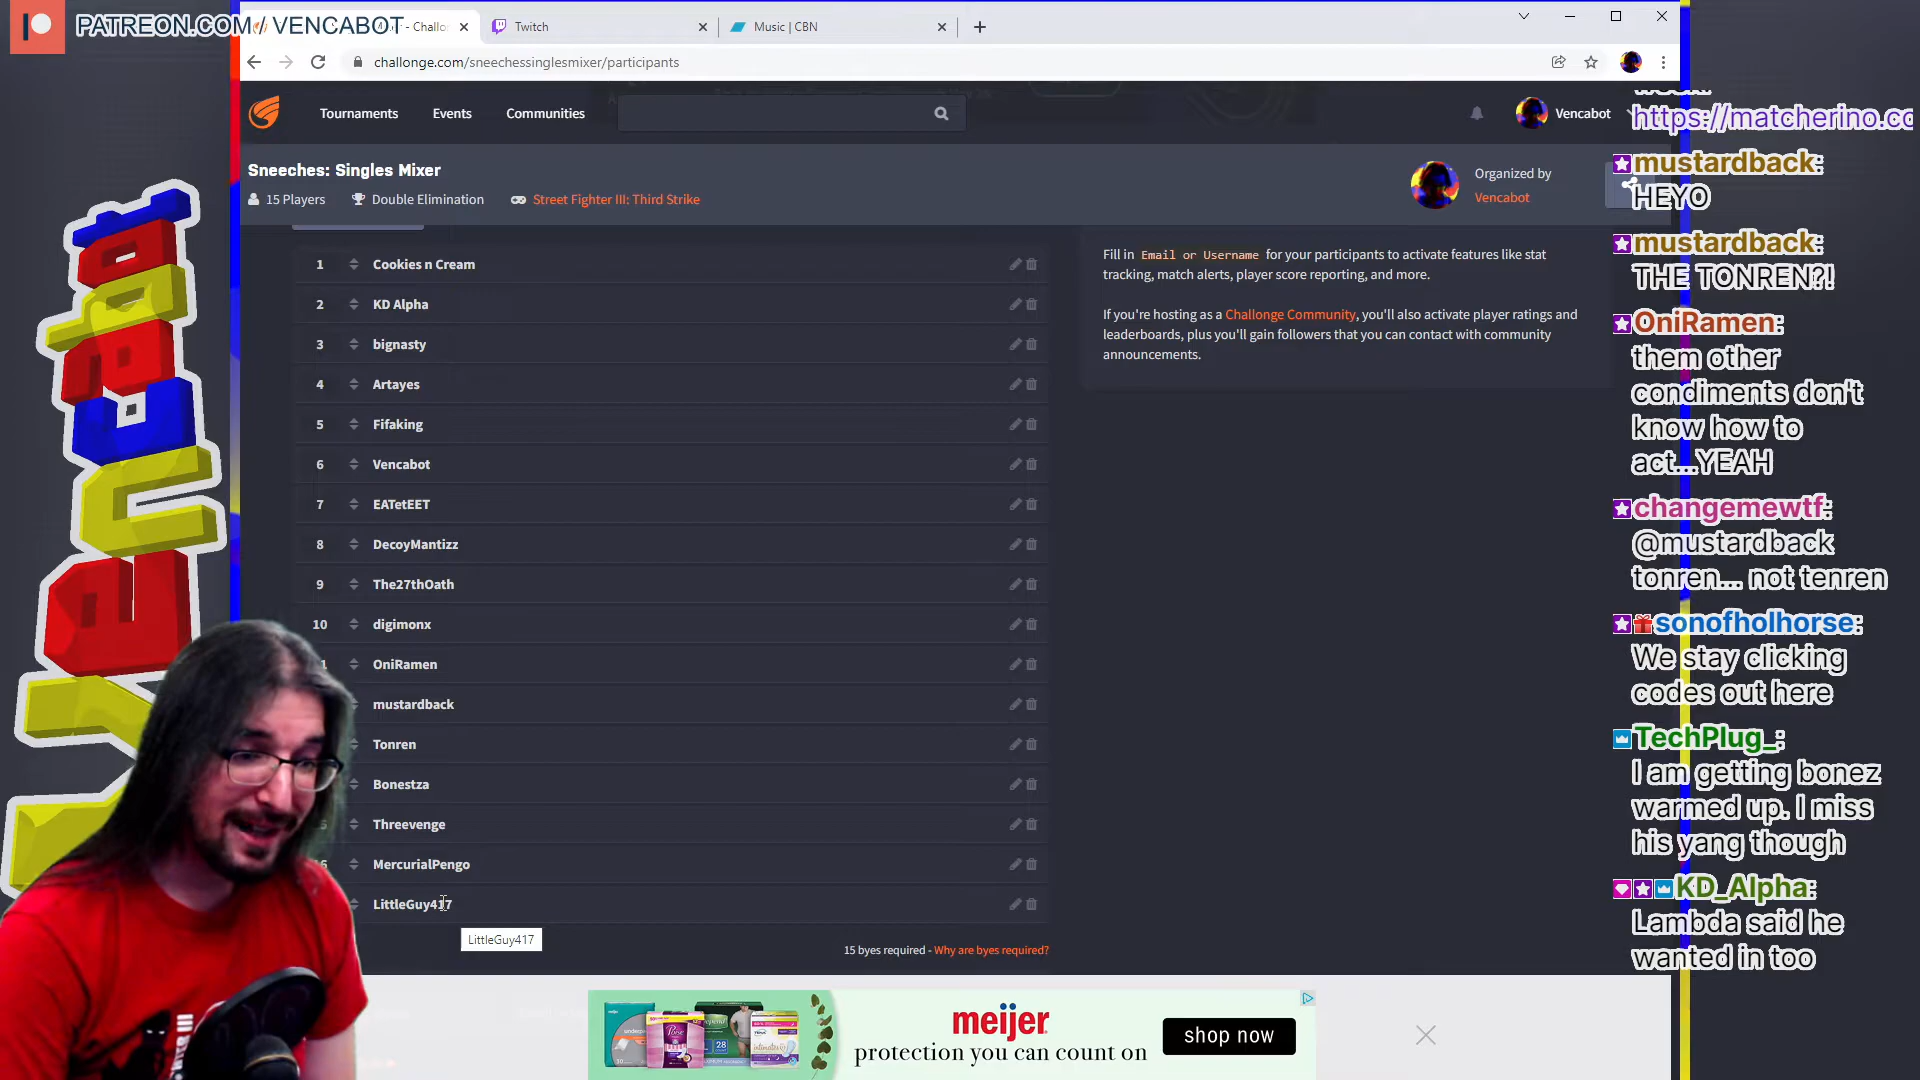 PATREON.COM // VENCABOT
Twitch
Music | CBN
challonge.com/sneechessinglesmixer/participants
Tournaments
Events
Communities
Vencabot
Sneeches: Singles Mixer
15 Players
Double Elimination
Street Fighter III: Third Strike
Organized by
Vencabot
1 Cookies n Cream
2 KD Alpha
3 bignasty
4 Artayes
5 Fifaking
6 Vencabot
7 EATetEET
8 DecoyMantizz
9 The27thOath
10 digimonx
OniRamen
mustardback
Tonren
Bonestza
Threevenge
MercurialPengo
LittleGuy417
LittleGuy417
15 byes required - Why are byes required?
Fill in Email or Username for your participants to activate features like stat
tracking, match alerts, player score reporting, and more.
If you're hosting as a Challonge Community, you'll also activate player ratings and
leaderboards, plus you'll gain followers that you can contact with community
announcements.
https://matcherino.co
mustardback:
HEYO
mustardback:
THE TONREN?!
OniRamen:
them other
condiments don't
know how to
act...YEAH
changemewtf:
@mustardback
tonren... not tenren
sonofholhorse:
We stay clicking
codes out here
TechPlug_:
I am getting bonez
warmed up. I miss
his yang though
KD_Alpha:
Lambda said he
wanted in too
meijer
protection you can count on
shop now